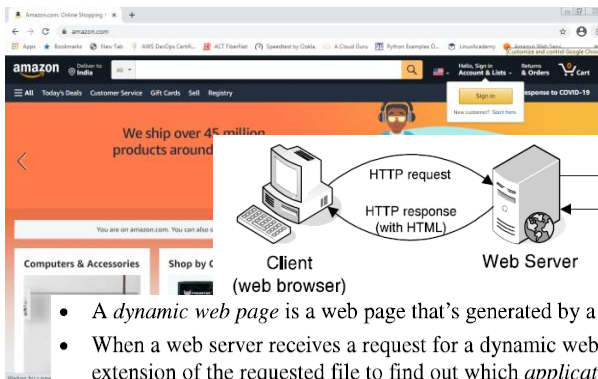 Amazon.com: Online Shopping
amazon.com
Apps Bookmarks New Tab AWS DevOps Certifi... ACT Fibernet Speedtest by Ookla A Cloud Guru Python Examples O... LinuxAcademy Amazon Web Serv
Customize and control Google Chro
amazon Deliver to India All Hello, Sign in Account & Lists Returns & Orders Cart
All Today's Deals Customer Service Gift Cards Sell Registry esponse to COVID-19
Sign in
New customer? Start here.
We ship over 45 million
products around
HTTP request
HTTP response
(with HTML)
You are on amazon.com. You can also s
Client
(web browser)
Web Server
Computers & Accessories Shop by C
• A dynamic web page is a web page that's generated by a
• When a web server receives a request for a dynamic web
extension of the requested file to find out which applicat